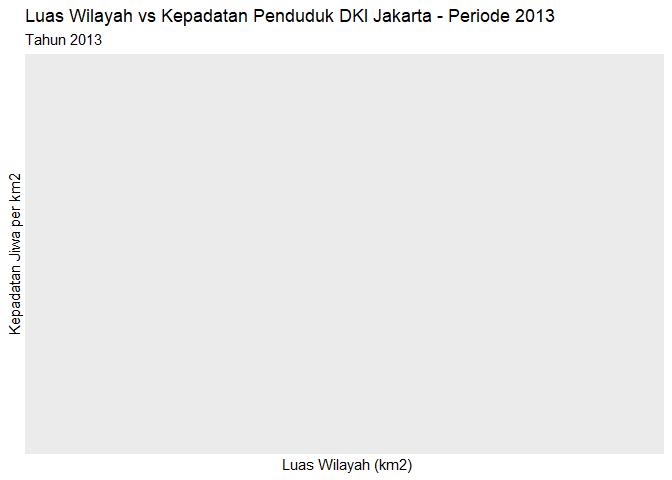 Luas Wilayah vs Kepadatan Penduduk DKI Jakarta - Periode 2013
Tahun 2013
Kepadatan Jiwa per km2
Luas Wilayah (km2)